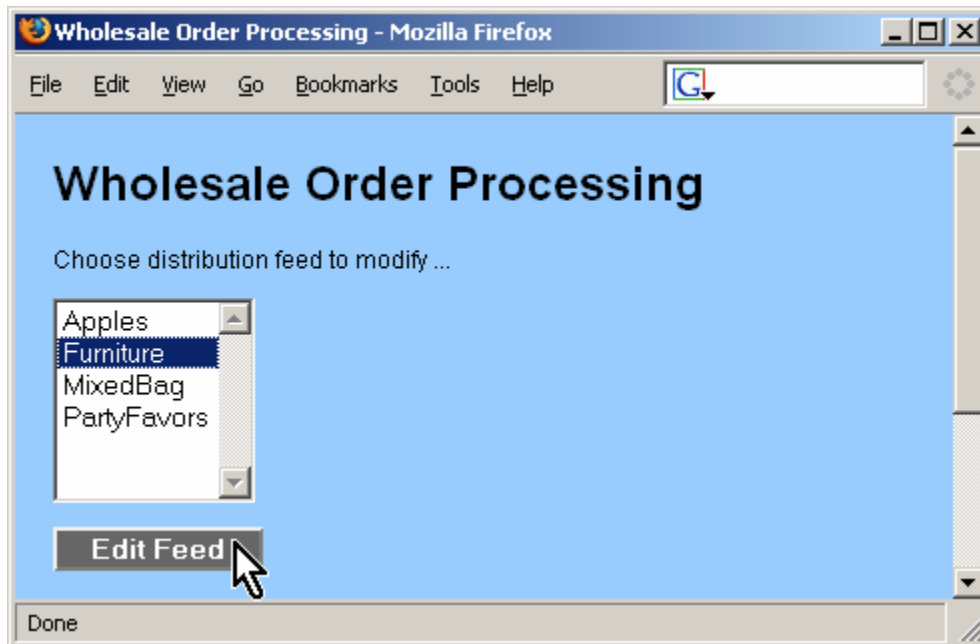 Wholesale Order Processing - Mozilla Firefox
File Edit View Go Bookmarks Tools Help
G
Wholesale Order Processing
Choose distribution feed to modify ...
Apples
Furniture
MixedBag
PartyFavors
Edit Feed
Done